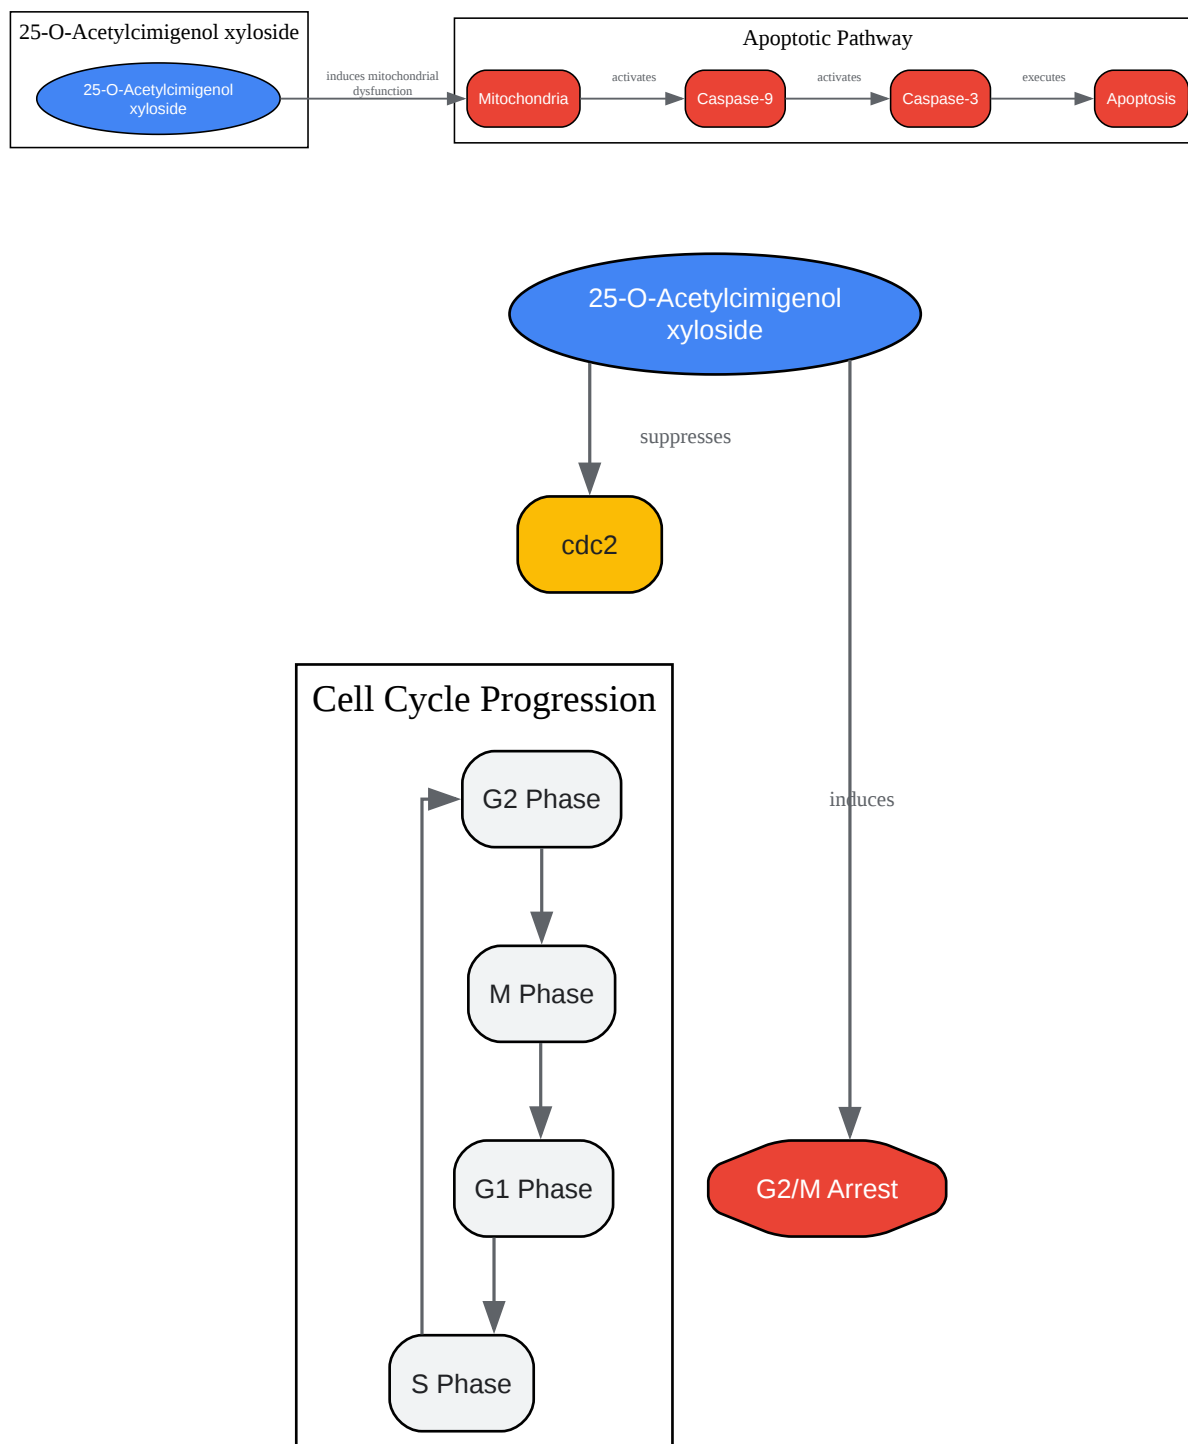 25-O-Acetylcimigenol xyloside
25-O-Acetylcimigenol
xyloside
induces mitochondrial
dysfunction
Apoptotic Pathway
Mitochondria
activates
Caspase-9
activates
Caspase-3
executes
Apoptosis
25-O-Acetylcimigenol
xyloside
suppresses
cdc2
Cell Cycle Progression
G2 Phase
induces
M Phase
G1 Phase
G2/M Arrest
S Phase